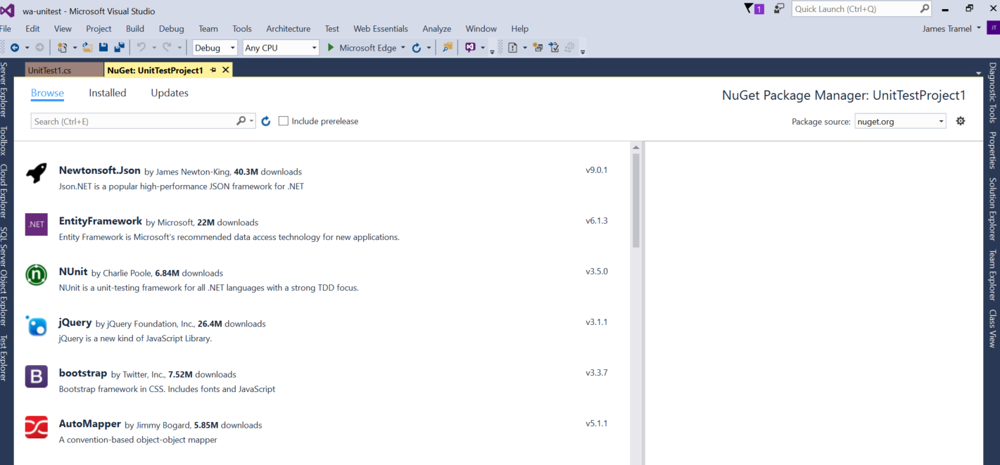 wa-unitest - Microsoft Visual Studio
1
Quick Launch (Ctrl+Q)
File Edit View Project Build Debug Team Tools Architecture Test Web Essentials Analyze Window Help
James Tramel
JT
Debug
Any CPU
Microsoft Edge
UnitTest1.cs
NuGet: UnitTestProject1
Browse Installed Updates
NuGet Package Manager: UnitTestProject1
Search (Ctrl+E)
Include prerelease
Package source: nuget.org
Newtonsoft.Json by James Newton-King, 40.3M downloads
v9.0.1
Json.NET is a popular high-performance JSON framework for .NET
.NET
EntityFramework by Microsoft, 22M downloads
v6.1.3
Entity Framework is Microsoft's recommended data access technology for new applications.
n
NUnit by Charlie Poole, 6.84M downloads
v3.5.0
NUnit is a unit-testing framework for all .NET languages with a strong TDD focus.
jQuery by jQuery Foundation, Inc., 26.4M downloads
v3.1.1
jQuery is a new kind of JavaScript Library.
B
bootstrap by Twitter, Inc., 7.52M downloads
v3.3.7
Bootstrap framework in CSS. Includes fonts and JavaScript
AutoMapper by Jimmy Bogard, 5.85M downloads
v5.1.1
A convention-based object-object mapper
Server Explorer
Toolbox
Cloud Explorer
SQL Server Object Explorer
Test Explorer
Diagnostic Tools
Properties
Solution Explorer
Team Explorer
Class View